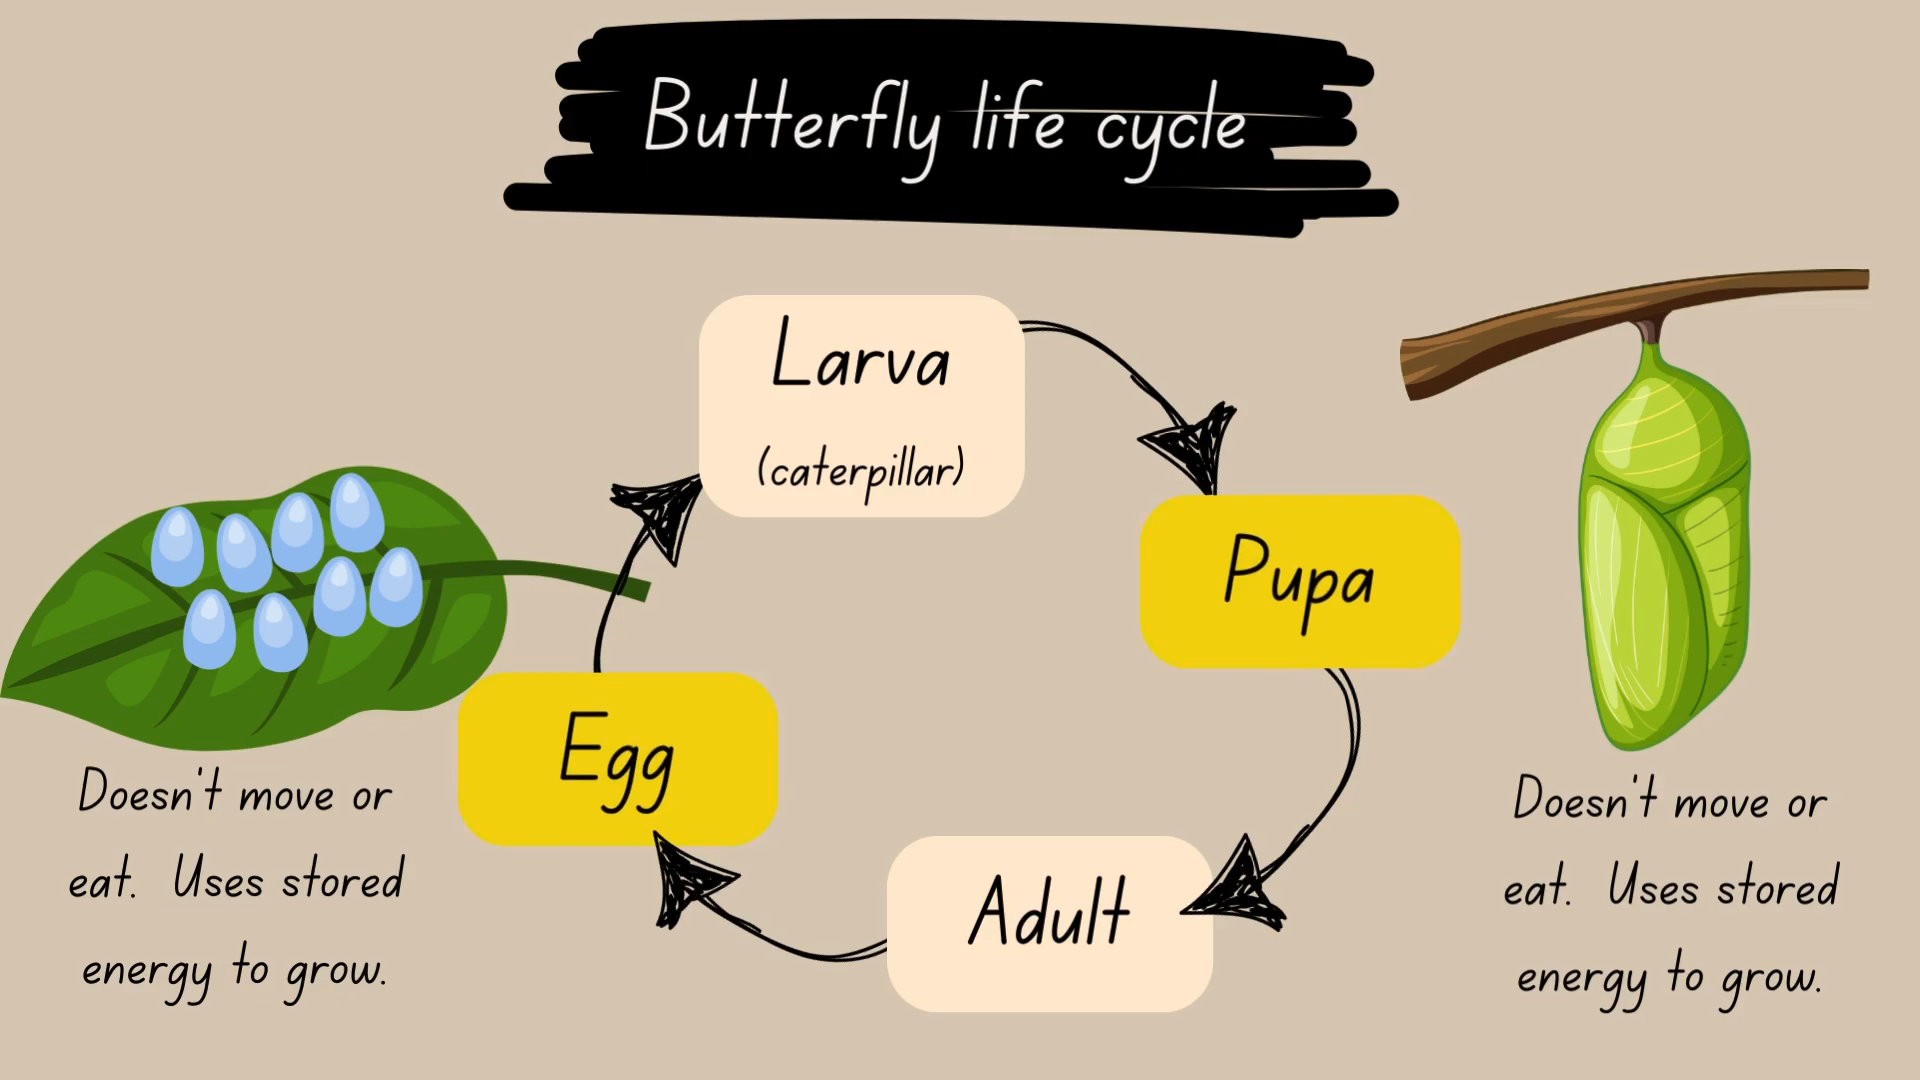 Butterfly life cycle
Larva
(caterpillar)
Pupa
Egg
Adult
Doesn't move or
eat. Uses stored
energy to grow.
Doesn't move or
eat. Uses stored
energy to grow.